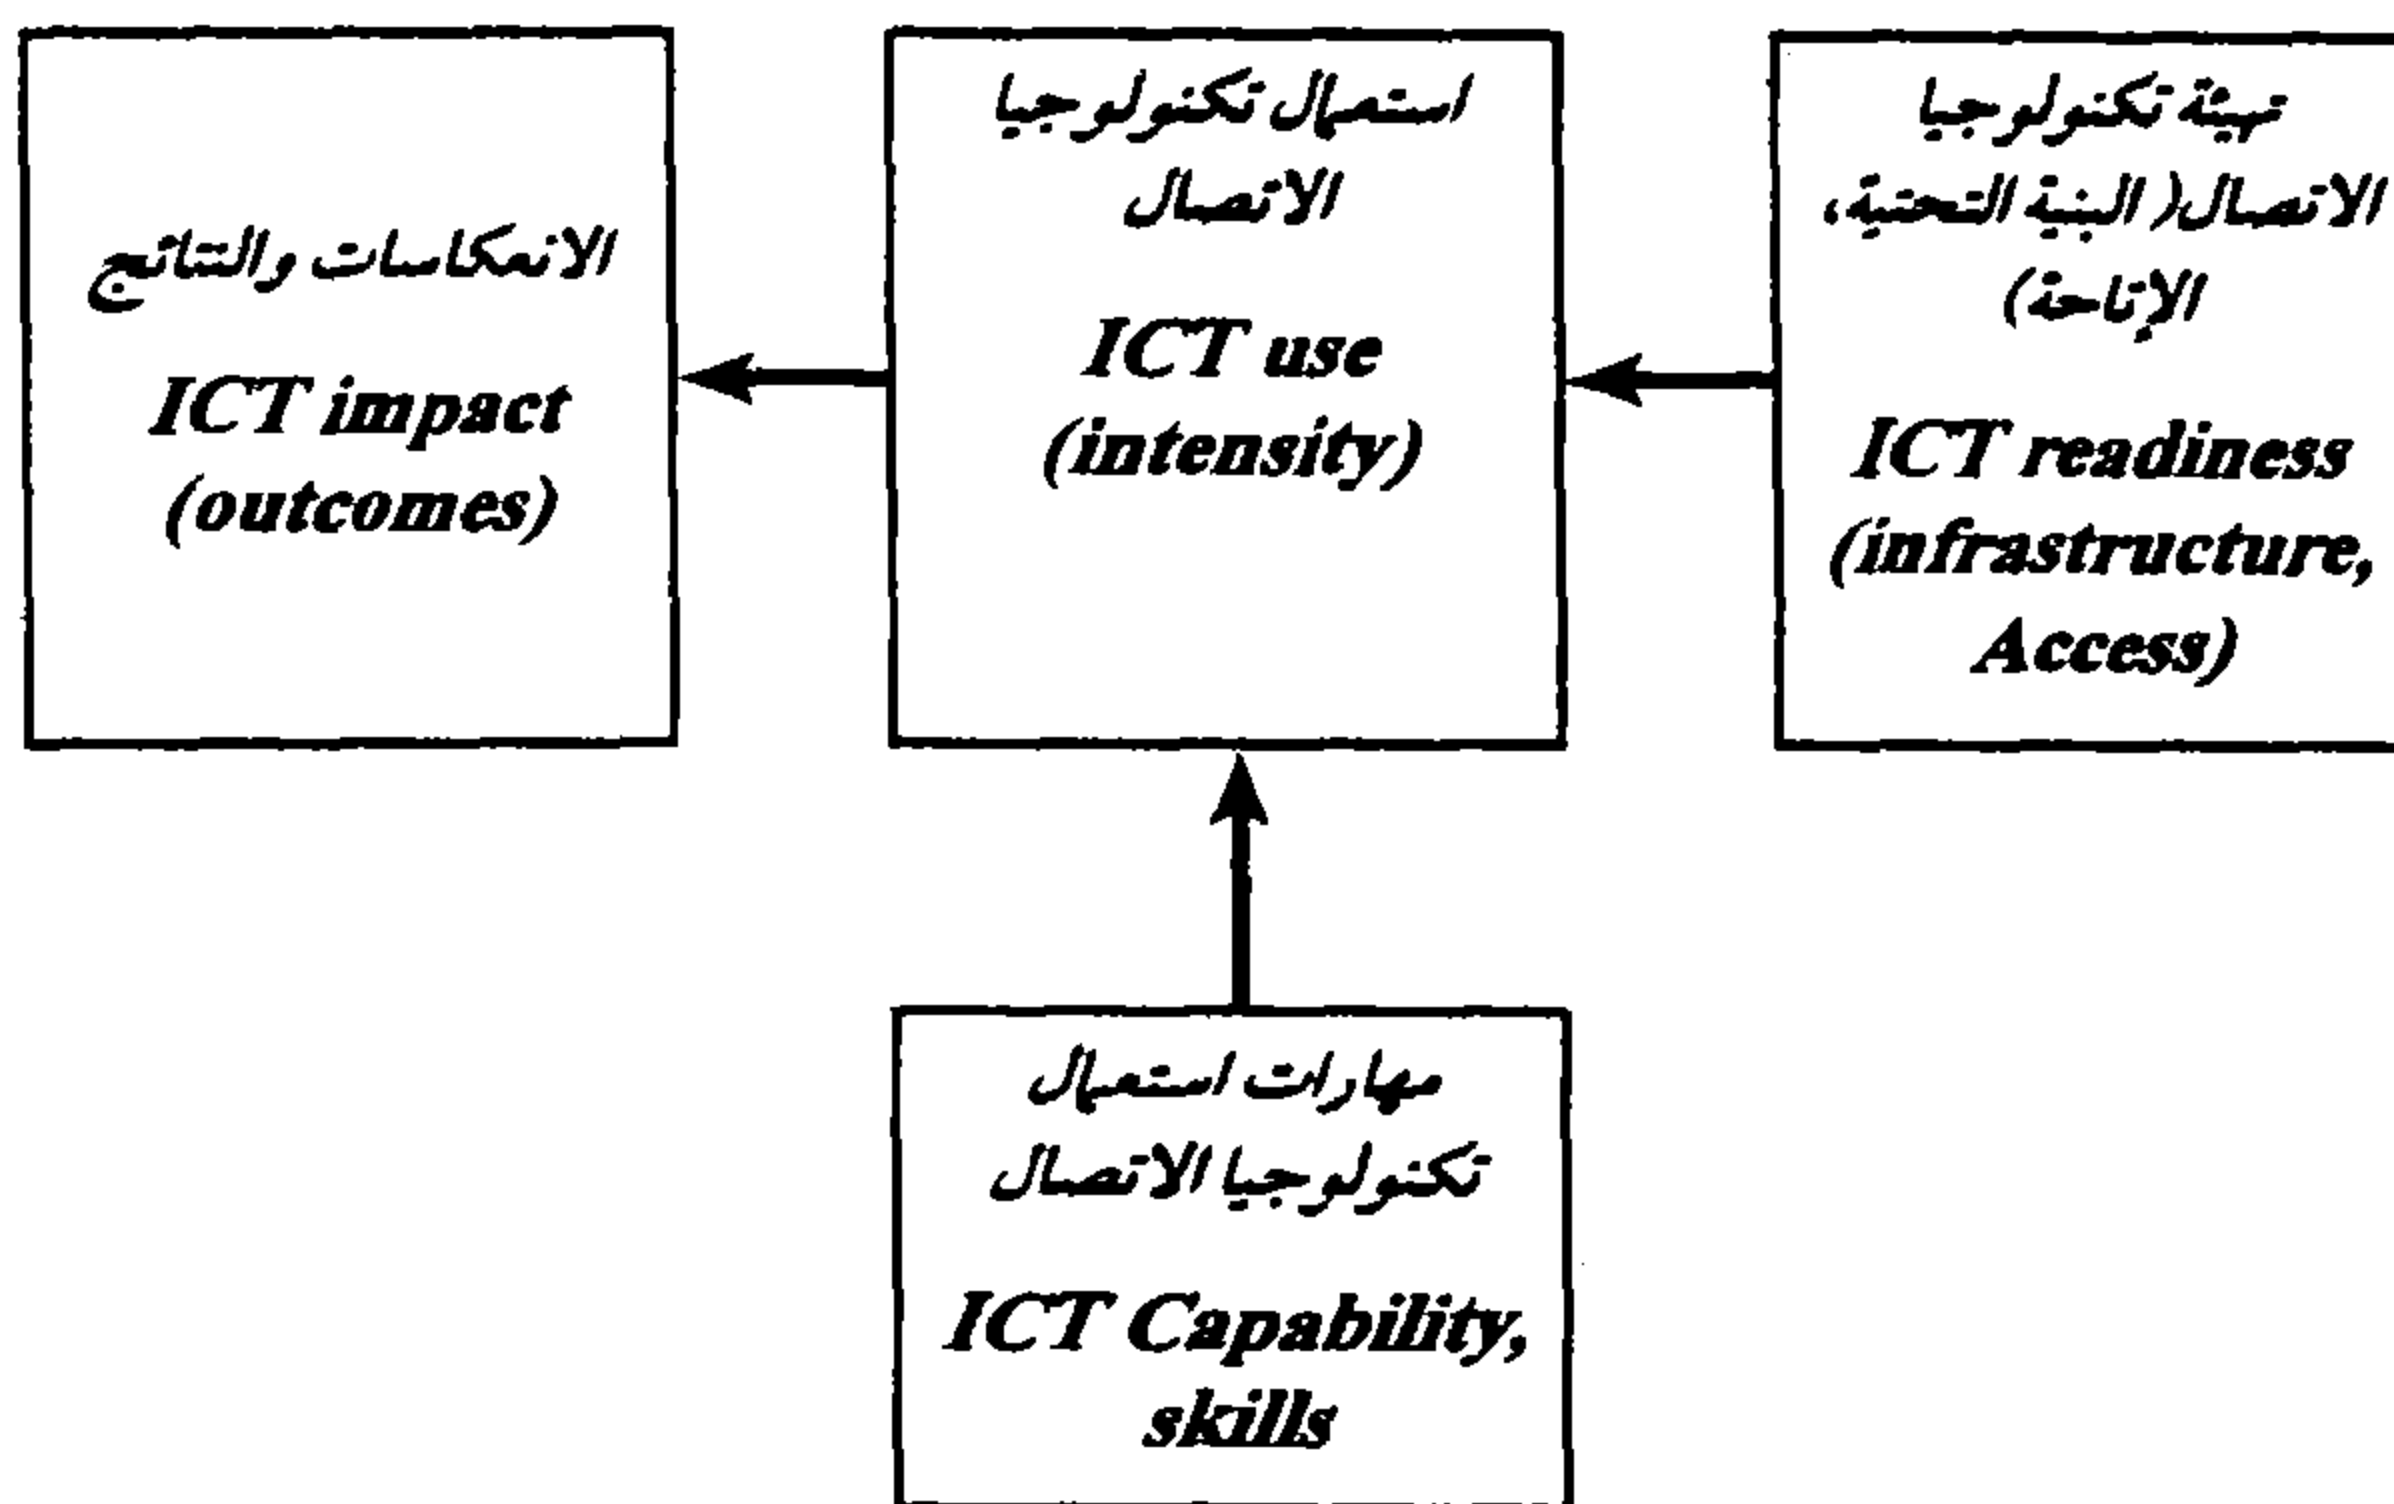 تهيئة تكنولوجيا
الاتصال( البنية التحتية،
الإتاحة)
ICT readiness
(infrastructure,
Access)
استعمال تكنولوجيا
الاتصال
ICT use
(intensity)
الانعكاسات والنتائج
ICT impact
(outcomes)
مهارات استعمال
تكنولوجيا الاتصال
ICT Capability,
skills